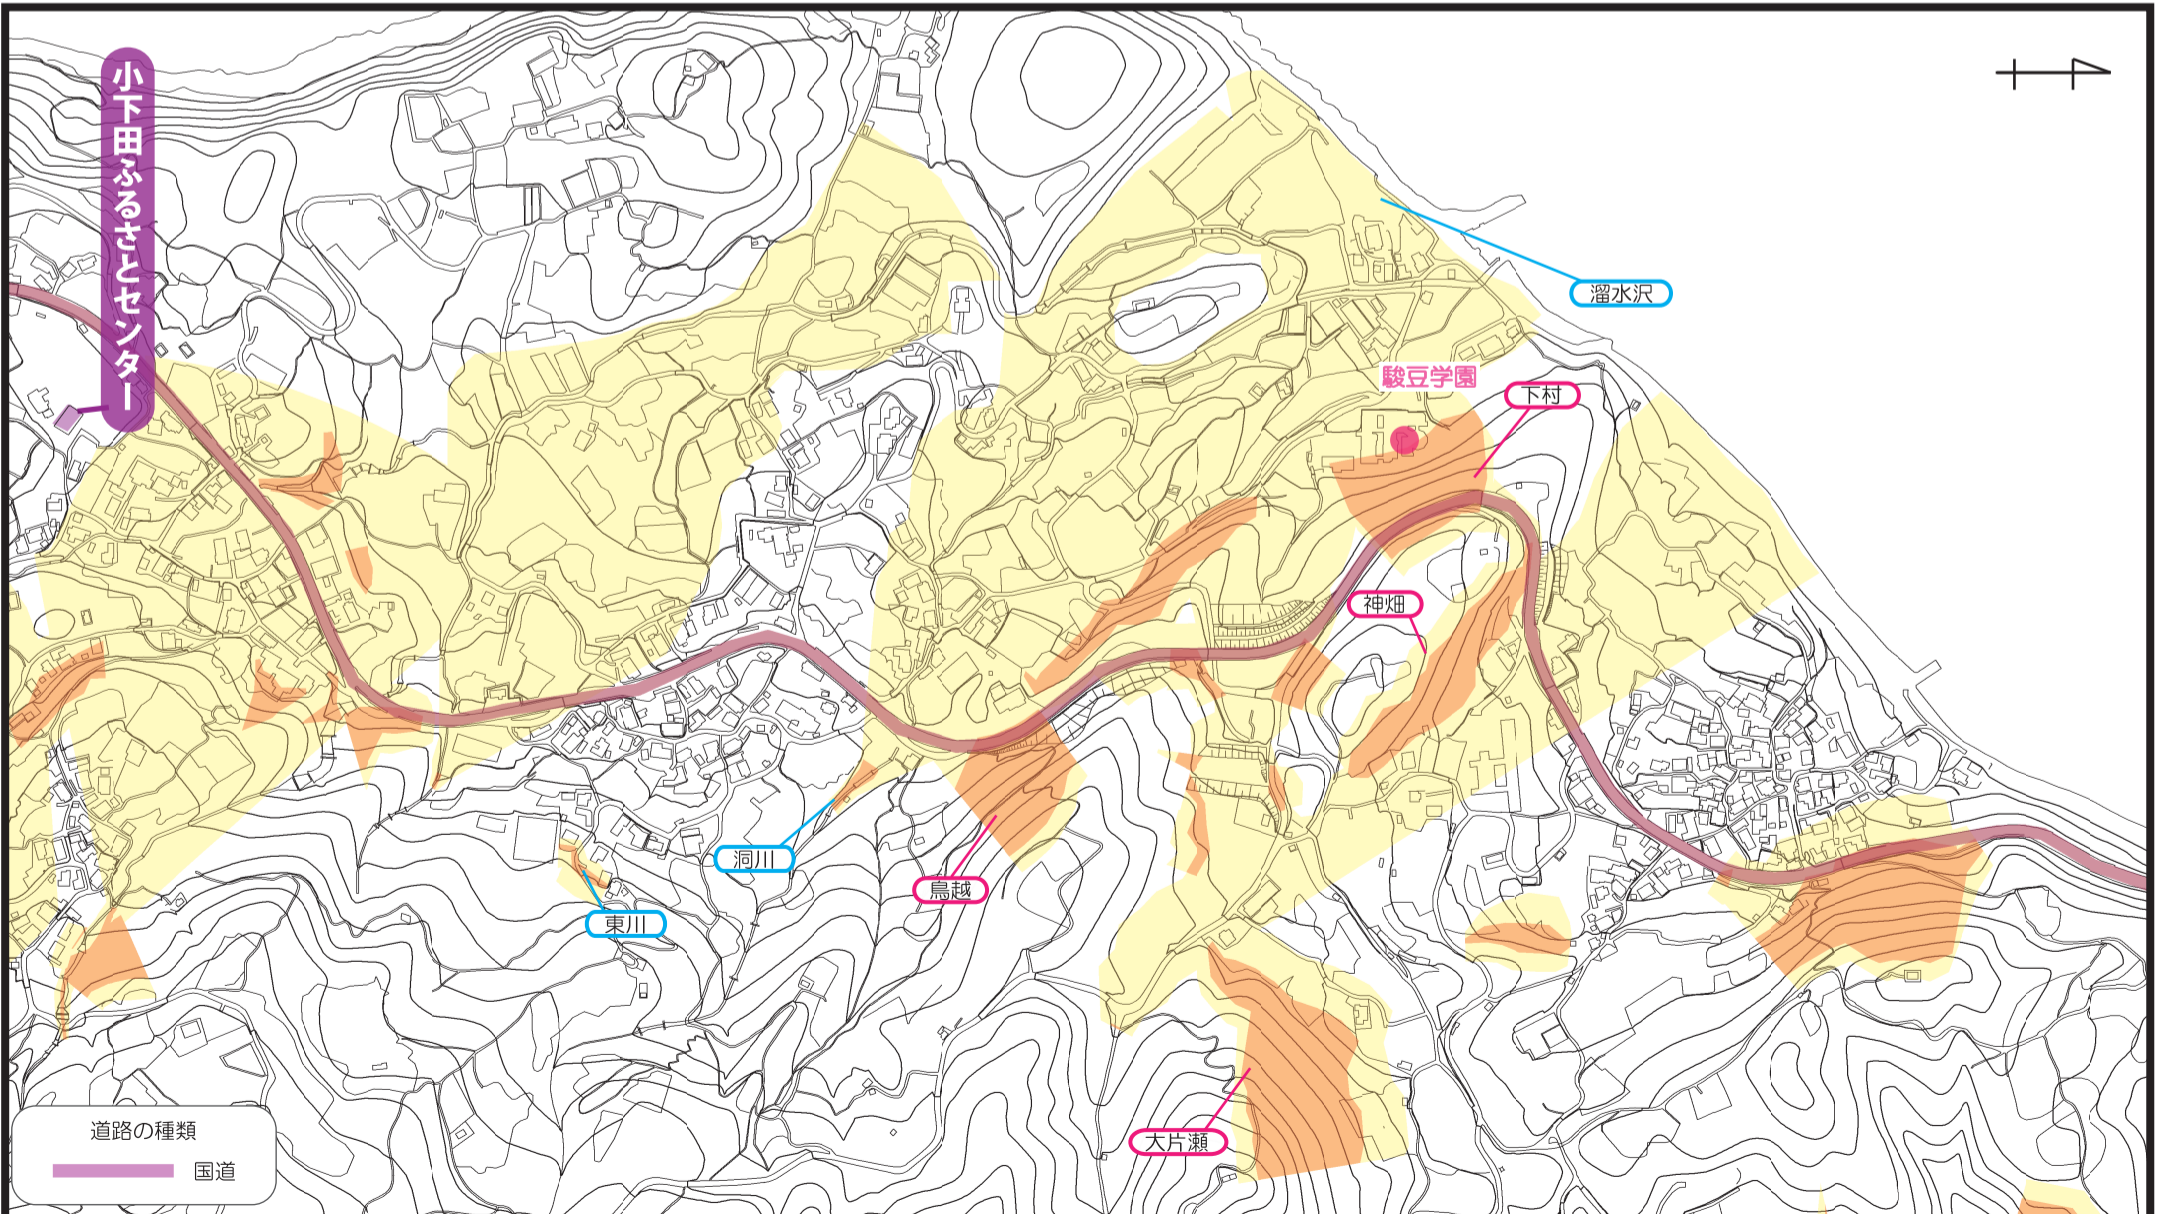 小下田ふるさとセンター
溜水沢
駿豆学園
下村
神畑
洞川
鳥越
東川
大片瀬
道路の種類
国道